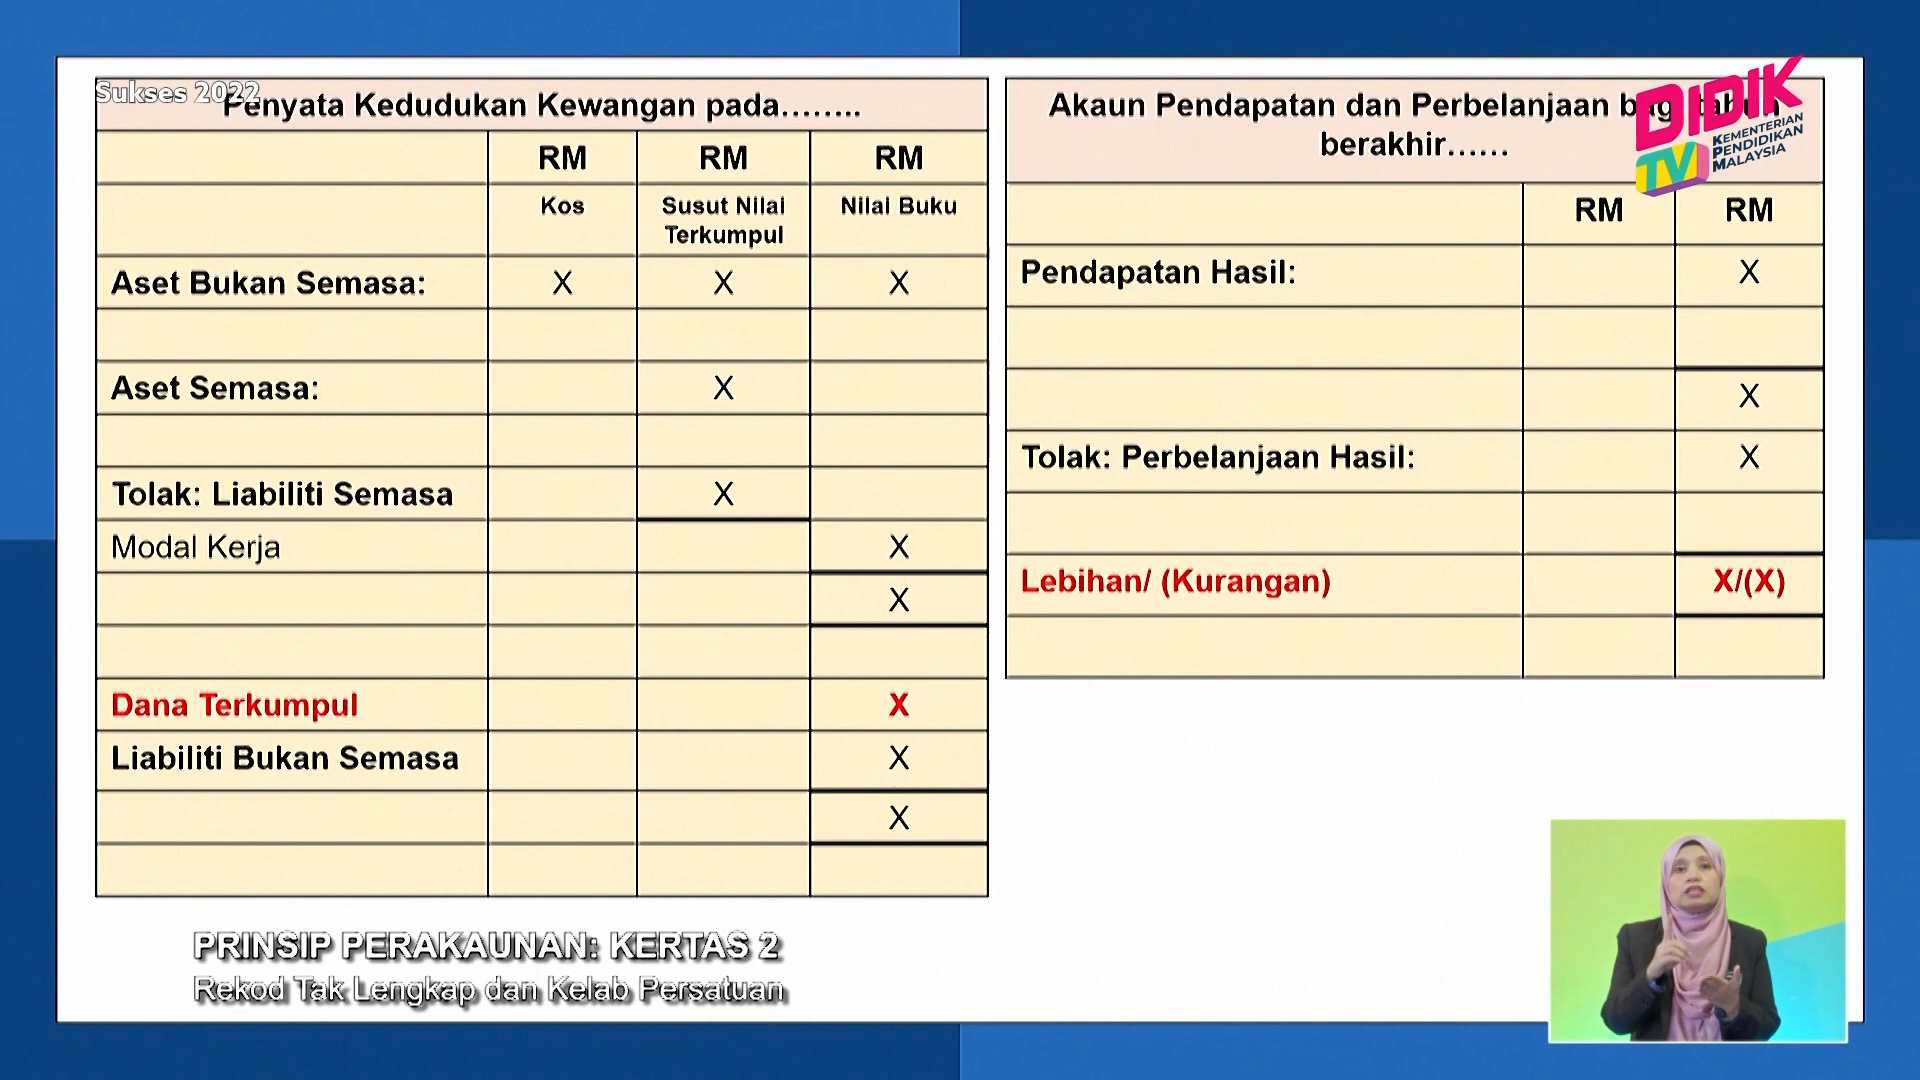 Sukses 2022
Penyata Kedudukan Kewangan pada........
RM RM RM
Kos Susut Nilai Nilai Buku
Terkumpul
Aset Bukan Semasa: X X X
Aset Semasa: X
Tolak: Liabiliti Semasa X
Modal Kerja X
X
Dana Terkumpul X
Liabiliti Bukan Semasa X
X
Akaun Pendapatan dan Perbelanjaan bagi tahun
berakhir......
RM RM
Pendapatan Hasil: X
X
Tolak: Perbelanjaan Hasil: X
Lebihan/ (Kurangan) X/(X)
DIDIK
TV
KEMENTERIAN
PENDIDIKAN
MALAYSIA
PRINSIP PERAKAUNAN: KERTAS 2
Rekod Tak Lengkap dan Kelab Persatuan